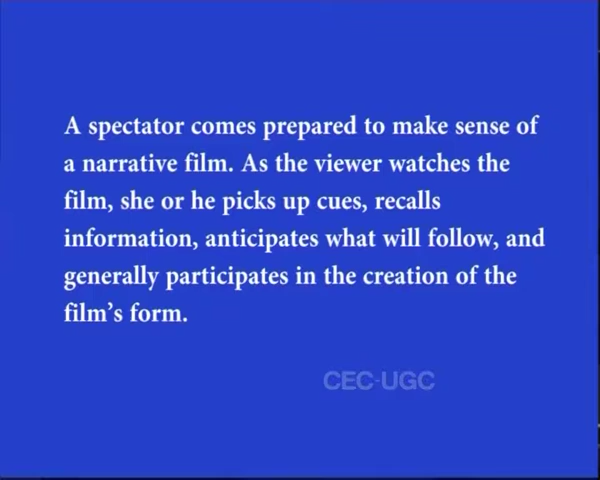 A spectator comes prepared to make sense of
a narrative film. As the viewer watches the
film, she or he picks up cues, recalls
information, anticipates what will follow, and
generally participates in the creation of the
film’s form.
CEC-UGC